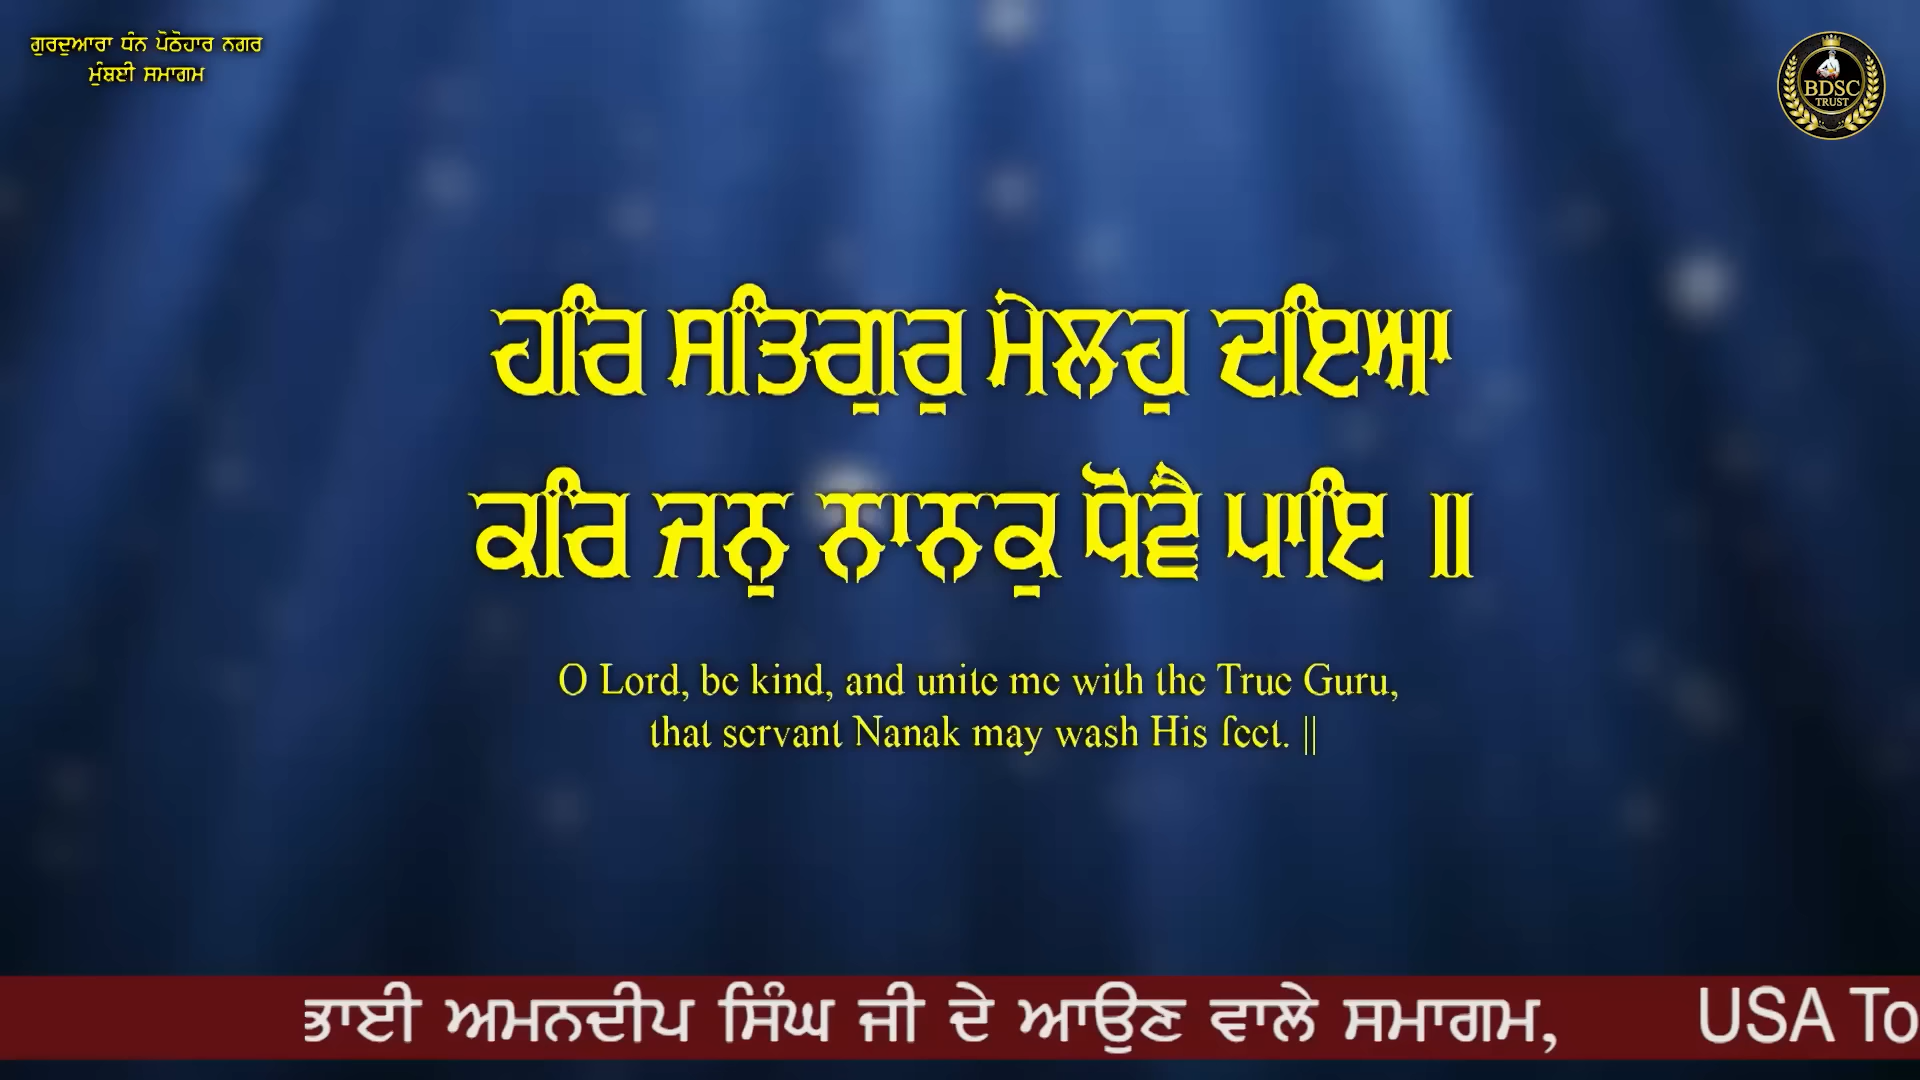 ਗੁਰਦੁਆਰਾ ਧੰਨ ਪੋਠੋਹਾਰ ਨਗਰ
ਮੁੰਬਈ ਸਮਾਗਮ
BDSC
TRUST
ਹਰਿ ਸਤਿਗੁਰੁ ਮੇਲਹੁ ਦਇਆ
ਕਰਿ ਜਨੁ ਨਾਨਕੁ ਧੋਵੈ ਪਾਇ ॥
O Lord, be kind, and unite me with the True Guru,
that servant Nanak may wash His feet. ||
ਭਾਈ ਅਮਨਦੀਪ ਸਿੰਘ ਜੀ ਦੇ ਆਉਣ ਵਾਲੇ ਸਮਾਗਮ, USA To